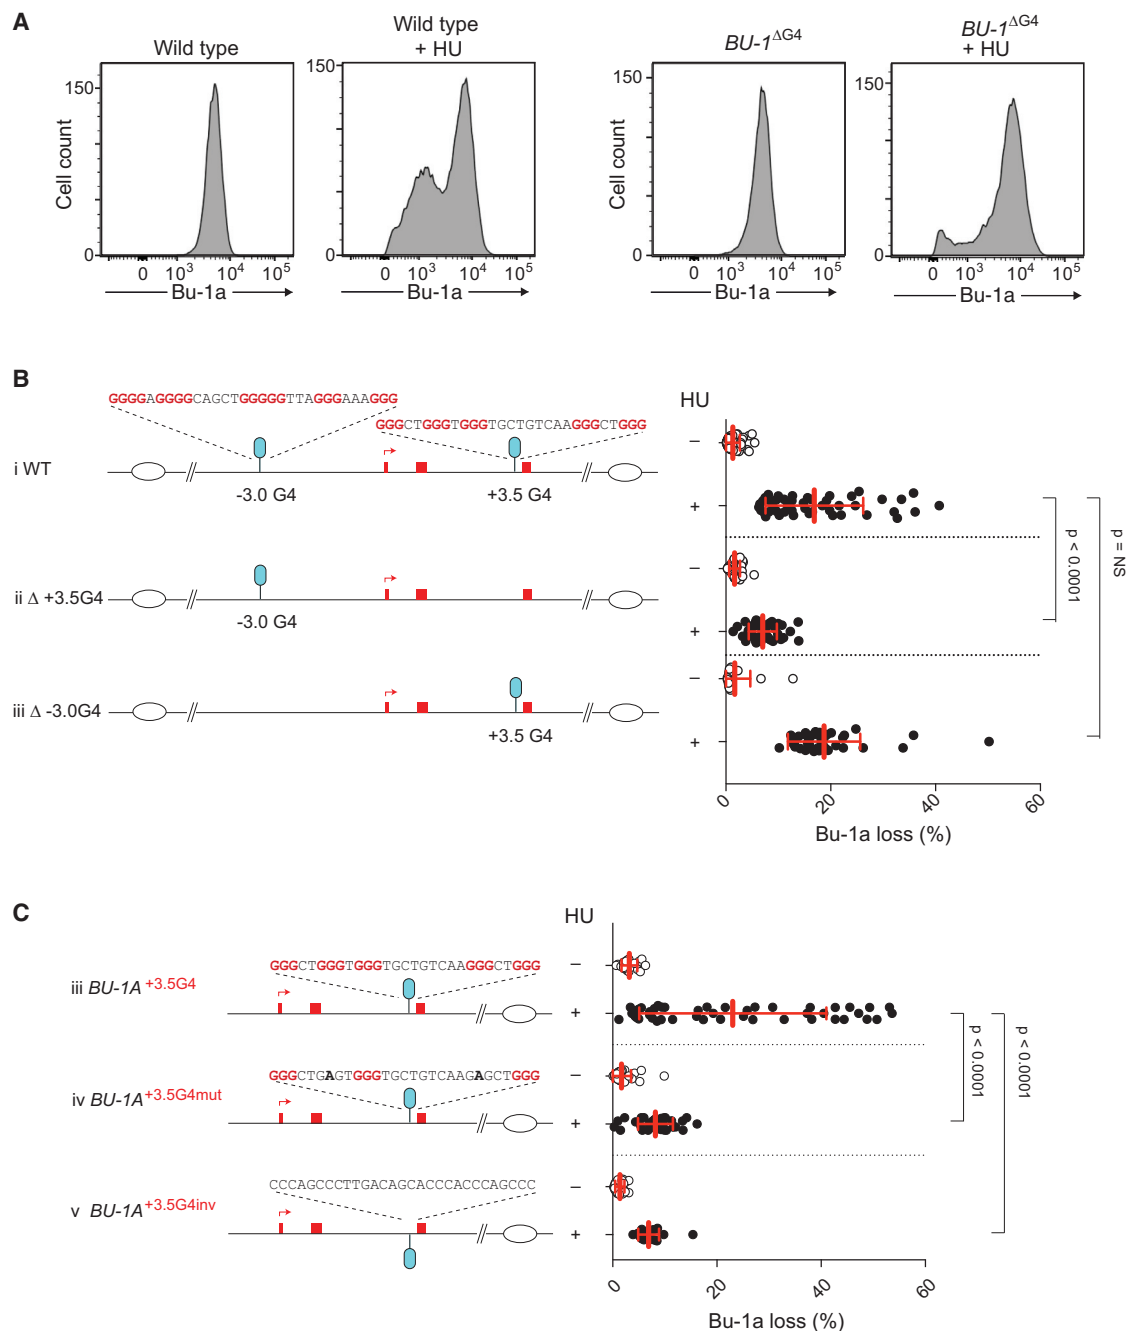 A
Wild type
Wild type
+ HU
BU-1ΔG4
BU-1ΔG4
+ HU
Cell count
150
0
0 10³ 10⁴ 10⁵
Bu-1a
150
0
0 10³ 10⁴ 10⁵
Bu-1a
Cell count
150
0
0 10³ 10⁴ 10⁵
Bu-1a
150
0
0 10³ 10⁴ 10⁵
Bu-1a
B
GGGGAGGGGCAGCTGGGGGTTAGGGAAAGGG
GGGCTGGGTGGGTGCTGTCAAGGGCTGGG
HU
i WT
-3.0 G4
+3.5 G4
−
+
ii Δ +3.5G4
-3.0 G4
−
+
iii Δ -3.0G4
+3.5 G4
−
+
p < 0.0001
p = NS
0 20 40 60
Bu-1a loss (%)
C
HU
GGGCTGGGTGGGTGCTGTCAAGGGCTGGG
iii BU-1A+3.5G4
−
+
GGGCTGAGTGGGTGCTGTCAAGAGCTGGG
iv BU-1A+3.5G4mut
−
+
CCCAGCCCTTGACAGCACCCACCCAGCCC
v BU-1A+3.5G4inv
−
+
p < 0.0001
p < 0.0001
0 20 40 60
Bu-1a loss (%)